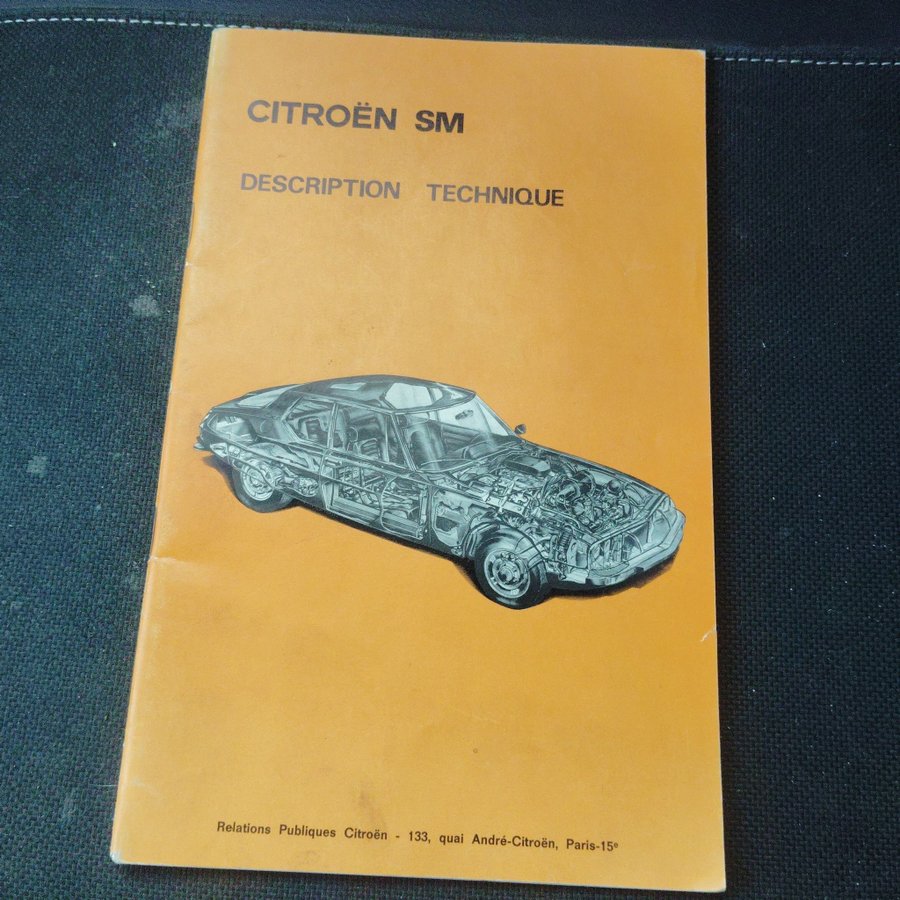 CITROËN SM
DESCRIPTION TECHNIQUE
Relations Publiques Citroën - 133, quai André-Citroën, Paris-15e